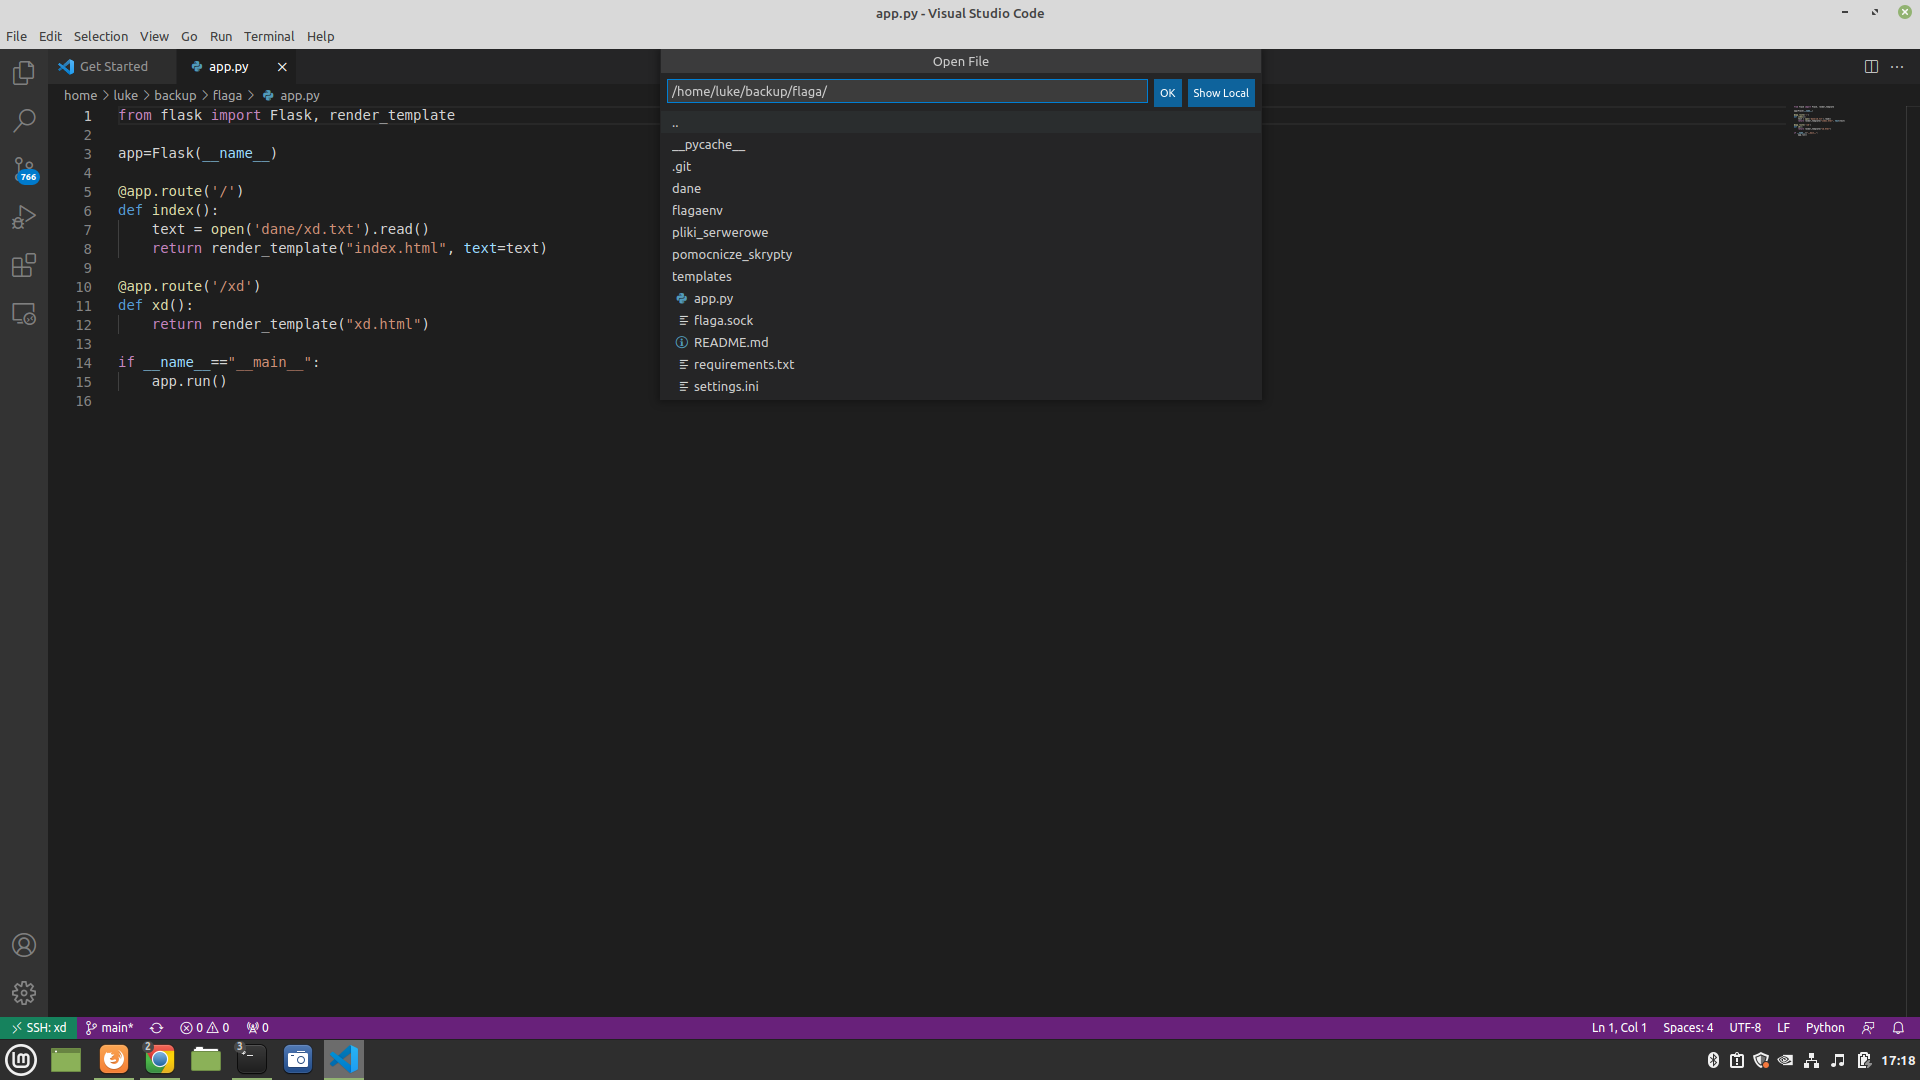 app.py - Visual Studio Code
File Edit Selection View Go Run Terminal Help
Get Started app.py
home > luke > backup > flaga > app.py
1 from flask import Flask, render_template
2
3 app=Flask(__name__)
4
5 @app.route('/')
6 def index():
7 text = open('dane/xd.txt').read()
8 return render_template("index.html", text=text)
9
10 @app.route('/xd')
11 def xd():
12 return render_template("xd.html")
13
14 if __name__=="__main__":
15 app.run()
16
Open File
/home/luke/backup/flaga/ OK Show Local
..
__pycache__
.git
dane
flagaenv
pliki_serwerowe
pomocnicze_skrypty
templates
app.py
flaga.sock
README.md
requirements.txt
settings.ini
766
SSH: xd main* 0 0 0 Ln 1, Col 1 Spaces: 4 UTF-8 LF Python
2 3 17:18